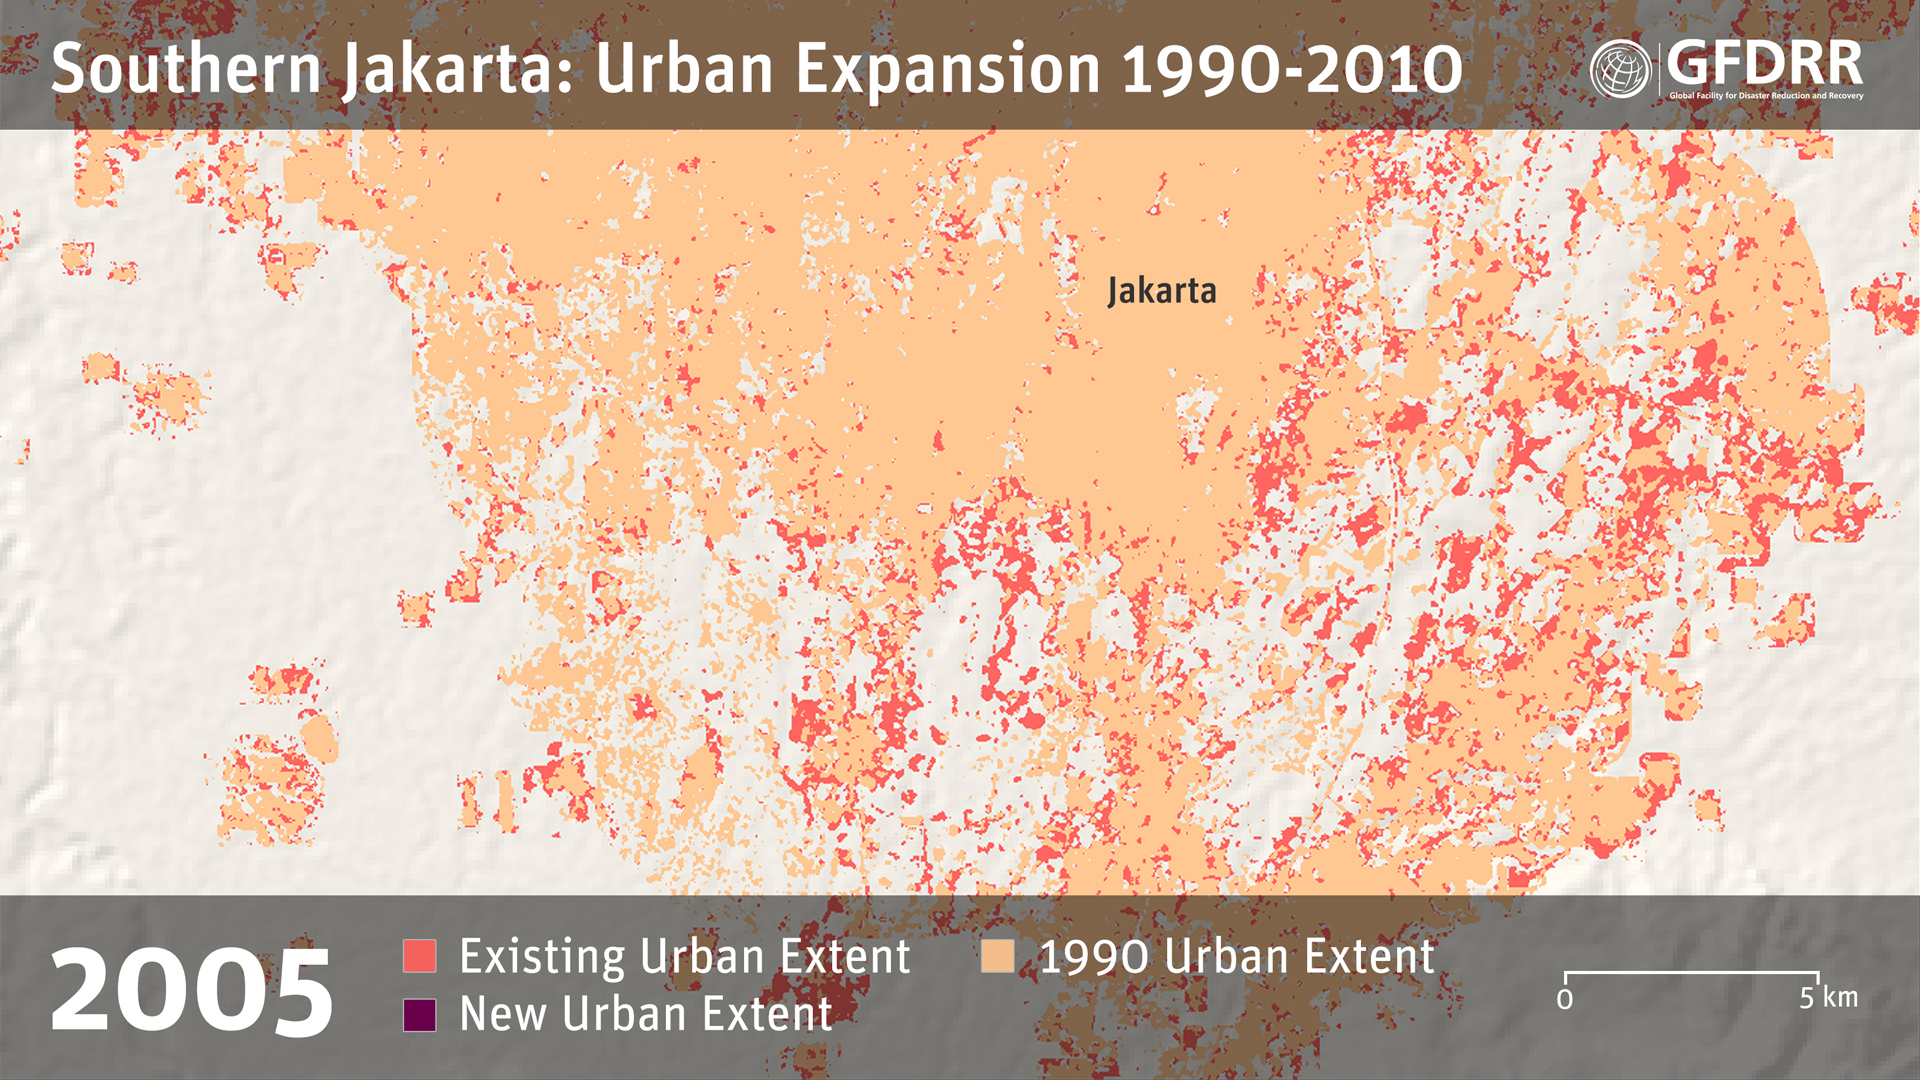 Southern Jakarta: Urban Expansion 1990-2010
GFDRR
Global Facility for Disaster Reduction and Recovery
Jakarta
2005
Existing Urban Extent
New Urban Extent
1990 Urban Extent
0 5 km